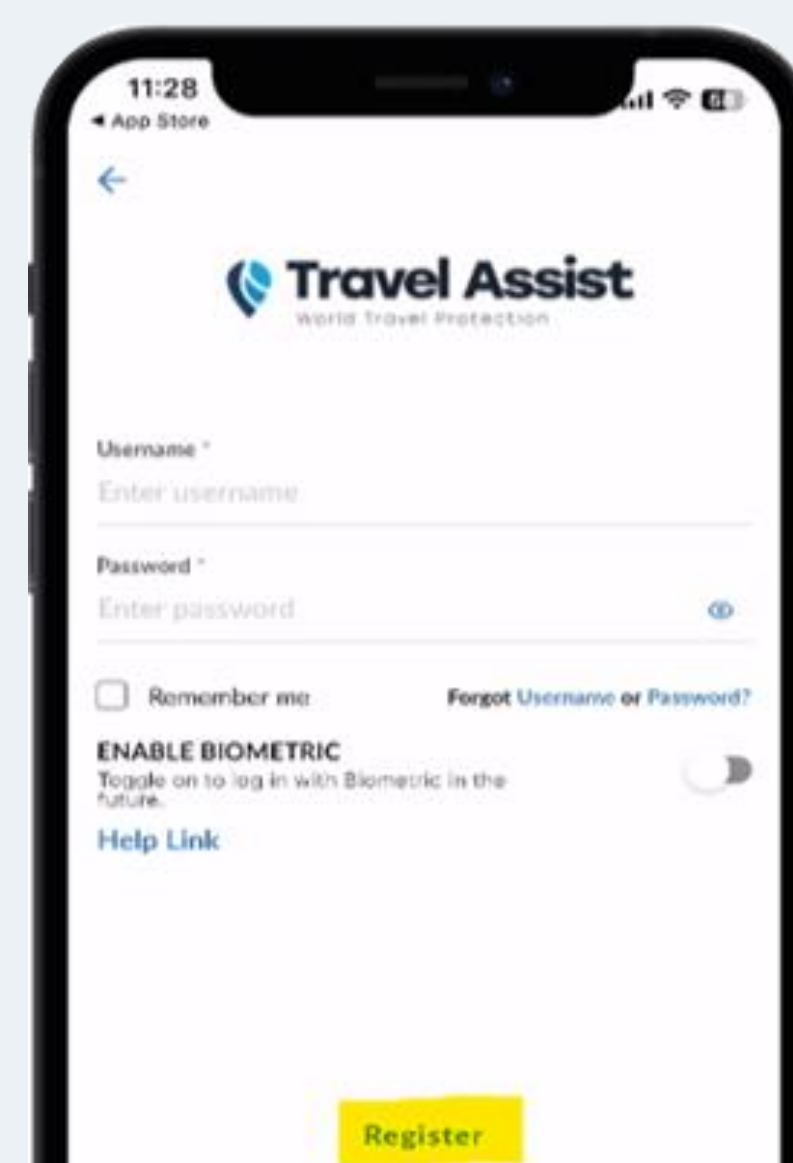 11:28
◀ App Store
Travel Assist
World Travel Protection
Username *
Enter username
Password *
Enter password
Remember me
Forgot Username or Password?
ENABLE BIOMETRIC
Toggle on to log in with Biometric in the
future.
Help Link
Register